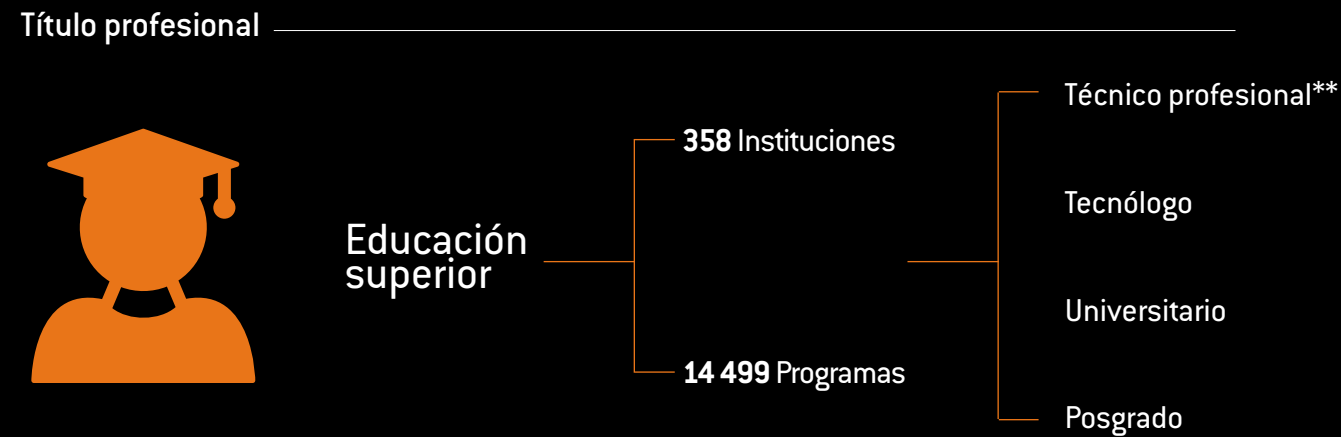 Título profesional
Educación
superior
358 Instituciones
14 499 Programas
Técnico profesional**
Tecnólogo
Universitario
Posgrado